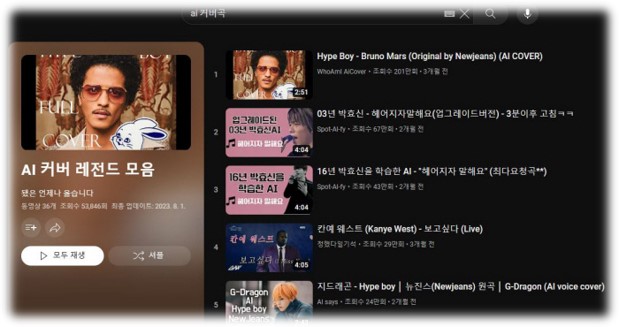 ai 커버곡
HYPE BOY
FULL
COVER
AI 커버 레전드 모음
됐은 언제나 옳습니다
동영상 36개 조회수 53,846회 최종 업데이트: 2023. 8. 1.
모두 재생
셔플
1
2:51
Hype Boy - Bruno Mars (Original by Newjeans) (AI COVER)
WhoAmI AiCover • 조회수 201만회 • 3개월 전
2
업그레이드된
03년 박효신AI
헤어지자 말해요
4:04
03년 박효신 - 헤어지자말해요(업그레이드버전) - 3분이후 고침ㅋㅋ
Spot-AI-fy • 조회수 67만회 • 2개월 전
3
16년 박효신을
학습한 AI
헤어지자 말해요
4:04
16년 박효신을 학습한 AI - "헤어지자 말해요" (최다요청곡**)
Spot-AI-fy • 조회수 43만회 • 2개월 전
4
칸예 웨스트
보고싶다
4:05
칸예 웨스트 (Kanye West) - 보고싶다 (Live)
정했다일기석 • 조회수 29만회 • 3개월 전
5
G-Dragon
AI
Hype boy
NewJeans
지드래곤 - Hype boy │ 뉴진스(Newjeans) 원곡 │ G-Dragon (AI voice cover)
AI says • 조회수 24만회 • 2개월 전